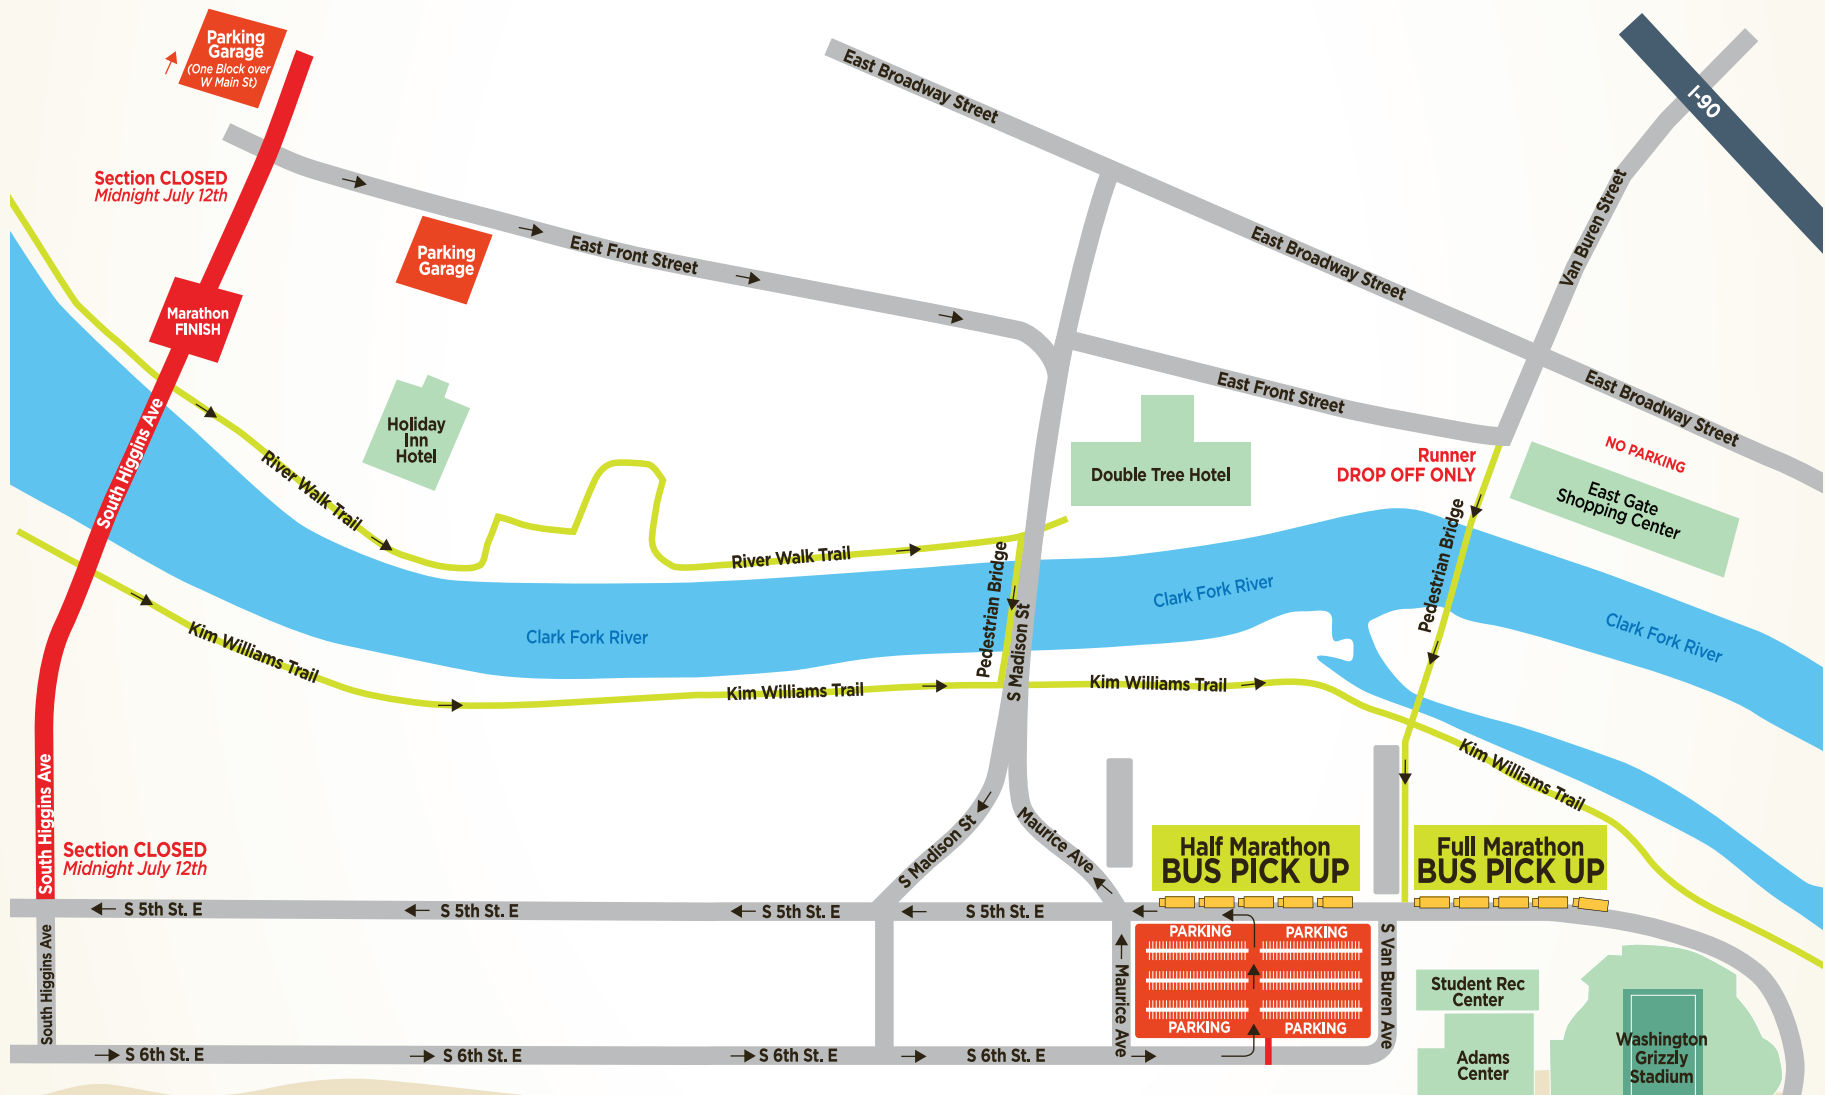 Parking
Garage
(One Block over
W Main St)
East Broadway Street
I-90
Section CLOSED
Midnight July 12th
Van Buren Street
Parking
Garage
East Front Street
East Broadway Street
Marathon
FINISH
East Front Street
East Broadway Street
South Higgins Ave
Holiday
Inn
Hotel
River Walk Trail
Double Tree Hotel
Runner
DROP OFF ONLY
NO PARKING
East Gate
Shopping Center
River Walk Trail
Pedestrian Bridge
Pedestrian Bridge
Clark Fork River
Clark Fork River
Clark Fork River
Kim Williams Trail
S Madison St
Kim Williams Trail
Kim Williams Trail
Kim Williams Trail
South Higgins Ave
Section CLOSED
Midnight July 12th
S Madison St
Maurice Ave
Half Marathon
BUS PICK UP
Full Marathon
BUS PICK UP
S 5th St. E
S 5th St. E
S 5th St. E
S 5th St. E
South Higgins Ave
Maurice Ave
PARKING
PARKING
PARKING
PARKING
S Van Buren Ave
Student Rec
Center
Adams
Center
Washington
Grizzly
Stadium
S 6th St. E
S 6th St. E
S 6th St. E
S 6th St. E